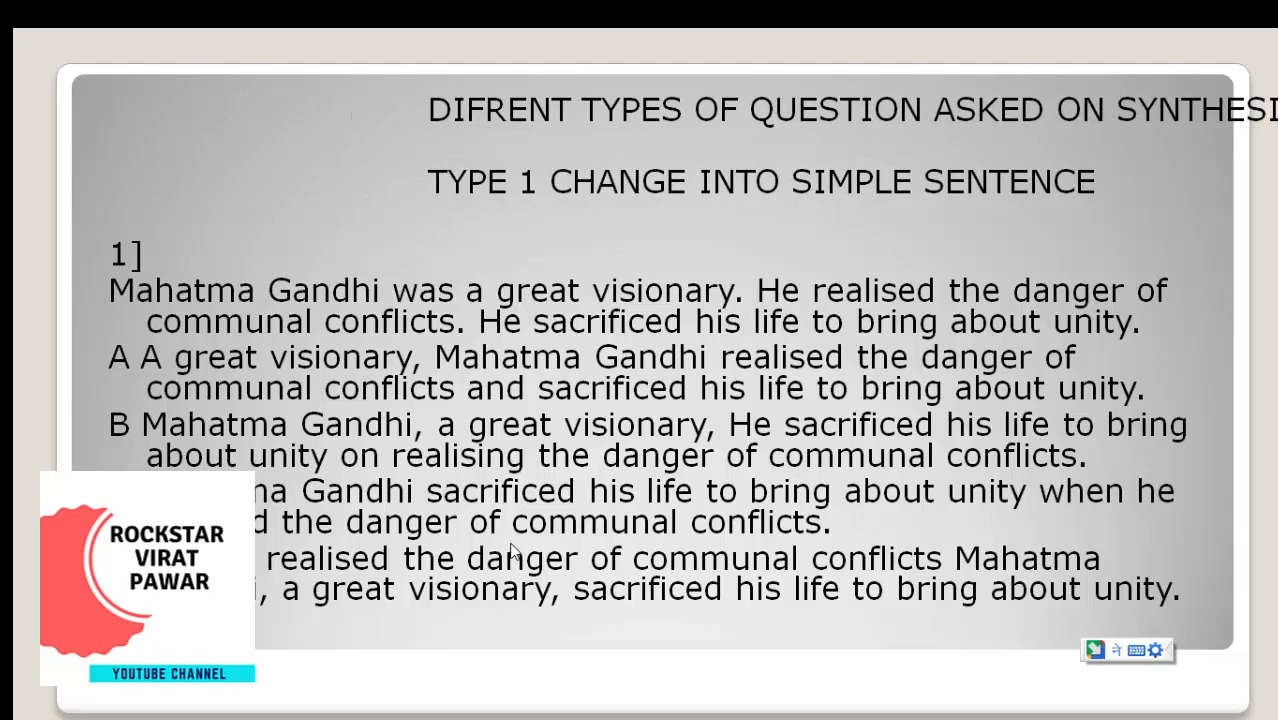 DIFRENT TYPES OF QUESTION ASKED ON
TYPE 1 CHANGE INTO SIMPLE SENTENCE
1]
Mahatma Gandhi was a great visionary. He realised the danger of
communal conflicts. He sacrificed his life to bring about unity.
A A great visionary, Mahatma Gandhi realised the danger of
communal conflicts and sacrificed his life to bring about unity.
B Mahatma Gandhi, a great visionary, He sacrificed his life to bring
about unity on realising the danger of communal conflicts.
Gandhi sacrificed his life to bring about unity when he
the danger of communal conflicts.
realised the danger of communal conflicts Mahatma
a great visionary, sacrificed his life to bring about unity.
ROCKSTAR
VIRAT
PAWAR
YOUTUBE CHANNEL
ने